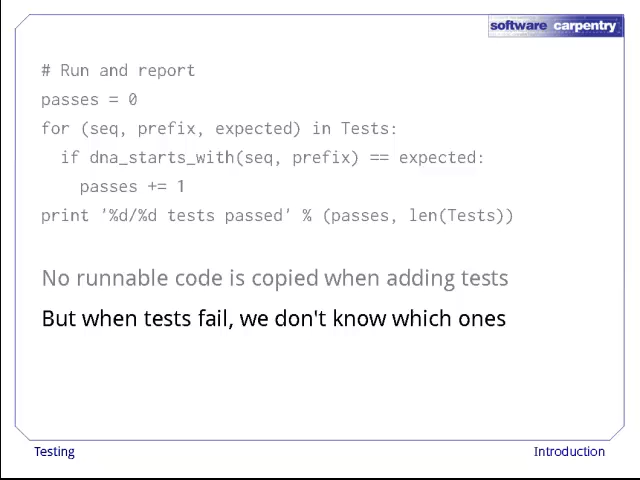 software carpentry
# Run and report
passes = 0
for (seq, prefix, expected) in Tests:
  if dna_starts_with(seq, prefix) == expected:
    passes += 1
print '%d/%d tests passed' % (passes, len(Tests))
No runnable code is copied when adding tests
But when tests fail, we don't know which ones
Testing
Introduction